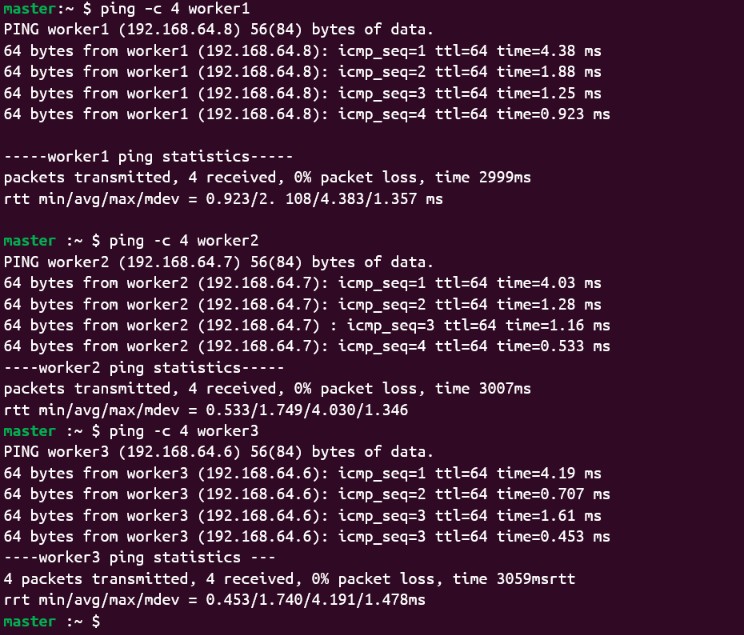 master:~ $ ping -c 4 worker1
PING worker1 (192.168.64.8) 56(84) bytes of data.
64 bytes from worker1 (192.168.64.8): icmp_seq=1 ttl=64 time=4.38 ms
64 bytes from worker1 (192.168.64.8): icmp_seq=2 ttl=64 time=1.88 ms
64 bytes from worker1 (192.168.64.8): icmp_seq=3 ttl=64 time=1.25 ms
64 bytes from worker1 (192.168.64.8): icmp_seq=4 ttl=64 time=0.923 ms
-----worker1 ping statistics-----
packets transmitted, 4 received, 0% packet loss, time 2999ms
rtt min/avg/max/mdev = 0.923/2. 108/4.383/1.357 ms
master :~ $ ping -c 4 worker2
PING worker2 (192.168.64.7) 56(84) bytes of data.
64 bytes from worker2 (192.168.64.7): icmp_seq=1 ttl=64 time=4.03 ms
64 bytes from worker2 (192.168.64.7): icmp_seq=2 ttl=64 time=1.28 ms
64 bytes from worker2 (192.168.64.7) : icmp_seq=3 ttl=64 time=1.16 ms
64 bytes from worker2 (192.168.64.7): icmp_seq=4 ttl=64 time=0.533 ms
----worker2 ping statistics-----
packets transmitted, 4 received, 0% packet loss, time 3007ms
rtt min/avg/max/mdev = 0.533/1.749/4.030/1.346
master :~ $ ping -c 4 worker3
PING worker3 (192.168.64.6) 56(84) bytes of data.
64 bytes from worker3 (192.168.64.6): icmp_seq=1 ttl=64 time=4.19 ms
64 bytes from worker3 (192.168.64.6): icmp_seq=2 ttl=64 time=0.707 ms
64 bytes from worker3 (192.168.64.6): icmp_seq=3 ttl=64 time=1.61 ms
64 bytes from worker3 (192.168.64.6): icmp_seq=3 ttl=64 time=0.453 ms
----worker3 ping statistics ---
4 packets transmitted, 4 received, 0% packet loss, time 3059msrtt
rrt min/avg/max/mdev = 0.453/1.740/4.191/1.478ms
master :~ $